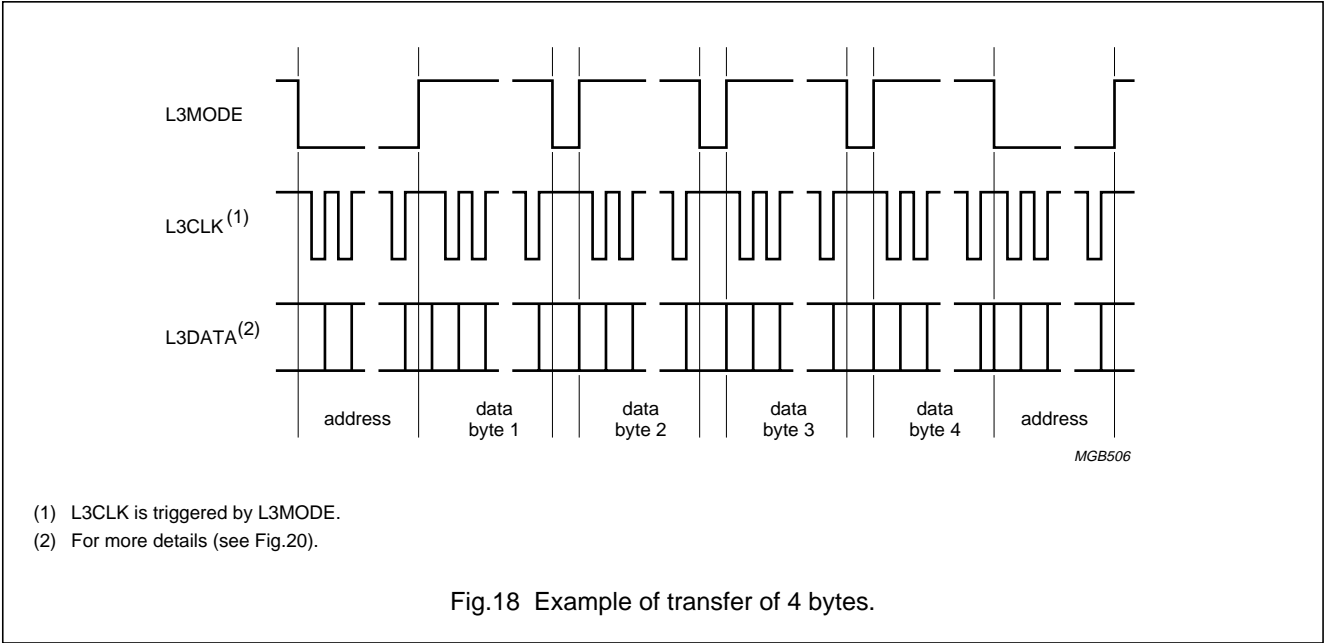 L3MODE
L3CLK(1)
L3DATA(2)
address
data
byte 1
data
byte 2
data
byte 3
data
byte 4
address
MGB506
(1) L3CLK is triggered by L3MODE.
(2) For more details (see Fig.20).
Fig.18 Example of transfer of 4 bytes.